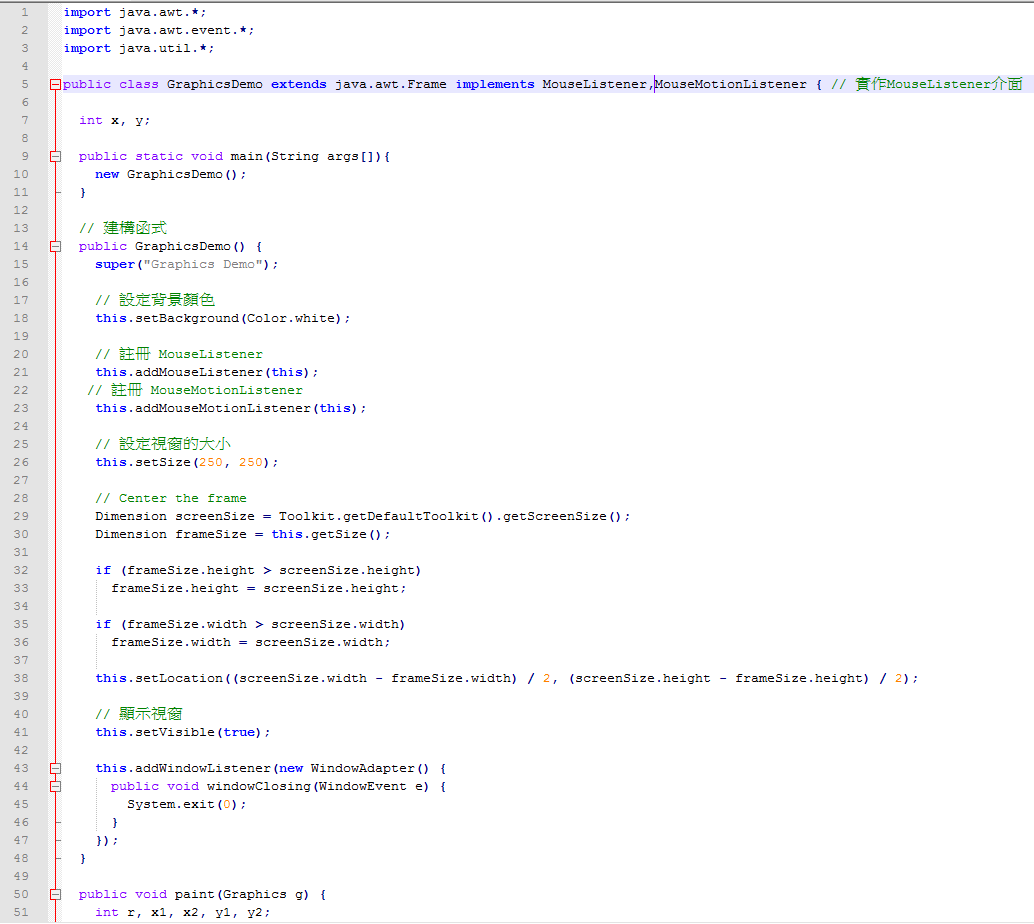 1 import java.awt.*;
2 import java.awt.event.*;
3 import java.util.*;
4
5 public class GraphicsDemo extends java.awt.Frame implements MouseListener,MouseMotionListener { // 實作MouseListener介面
6
7 int x, y;
8
9 public static void main(String args[]){
10 new GraphicsDemo();
11 }
12
13 // 建構函式
14 public GraphicsDemo() {
15 super("Graphics Demo");
16
17 // 設定背景顏色
18 this.setBackground(Color.white);
19
20 // 註冊 MouseListener
21 this.addMouseListener(this);
22 // 註冊 MouseMotionListener
23 this.addMouseMotionListener(this);
24
25 // 設定視窗的大小
26 this.setSize(250, 250);
27
28 // Center the frame
29 Dimension screenSize = Toolkit.getDefaultToolkit().getScreenSize();
30 Dimension frameSize = this.getSize();
31
32 if (frameSize.height > screenSize.height)
33 frameSize.height = screenSize.height;
34
35 if (frameSize.width > screenSize.width)
36 frameSize.width = screenSize.width;
37
38 this.setLocation((screenSize.width - frameSize.width) / 2, (screenSize.height - frameSize.height) / 2);
39
40 // 顯示視窗
41 this.setVisible(true);
42
43 this.addWindowListener(new WindowAdapter() {
44 public void windowClosing(WindowEvent e) {
45 System.exit(0);
46 }
47 });
48 }
49
50 public void paint(Graphics g) {
51 int r, x1, x2, y1, y2;